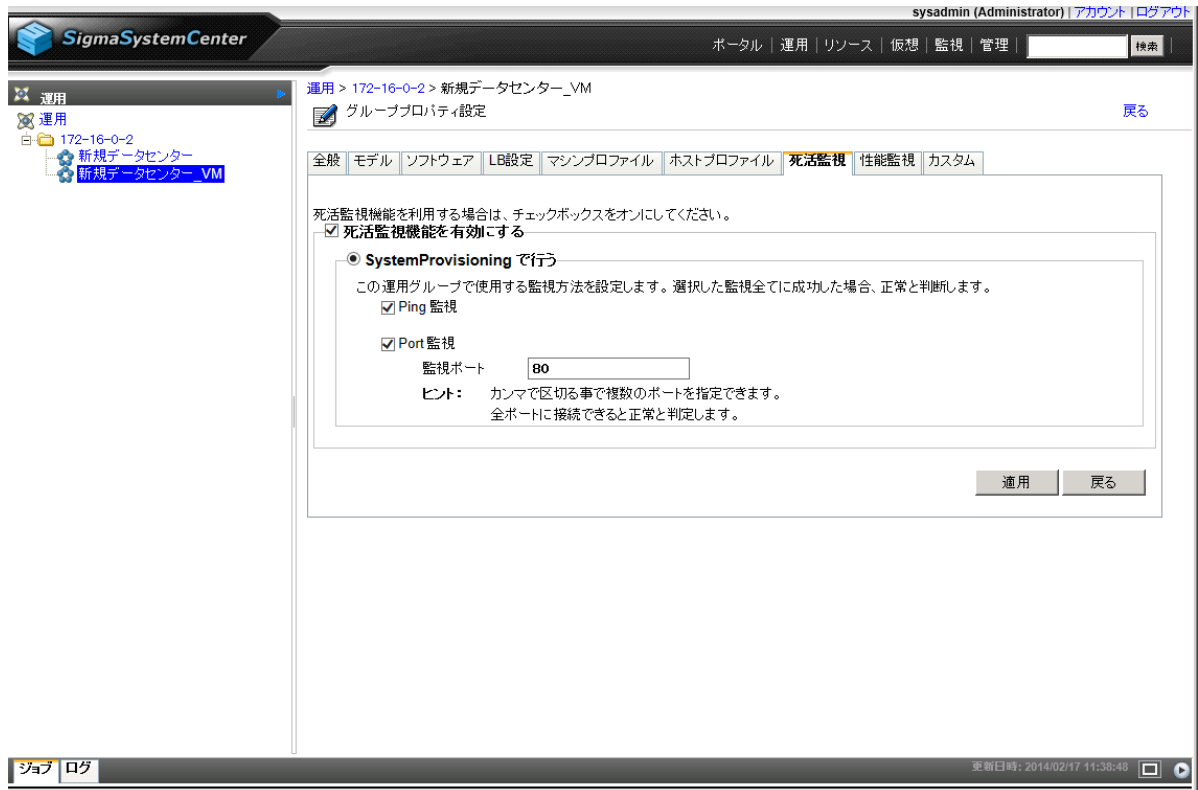 sysadmin (Administrator) | アカウント | ログアウト
SigmaSystemCenter
ポータル | 運用 | リソース | 仮想 | 監視 | 管理 | 検索 |
運用
運用
172-16-0-2
新規データセンター
新規データセンター_VM
運用 > 172-16-0-2 > 新規データセンター_VM
グループプロパティ設定
戻る
全般 モデル ソフトウェア LB設定 マシンプロファイル ホストプロファイル 死活監視 性能監視 カスタム
死活監視機能を利用する場合は、チェックボックスをオンにしてください。
死活監視機能を有効にする
SystemProvisioning で行う
この運用グループで使用する監視方法を設定します。選択した監視全てに成功した場合、正常と判断します。
Ping 監視
Port 監視
監視ポート 80
ヒント: カンマで区切る事で複数のポートを指定できます。
全ポートに接続できると正常と判定します。
適用 戻る
ジョブ ログ
更新日時: 2014/02/17 11:38:48